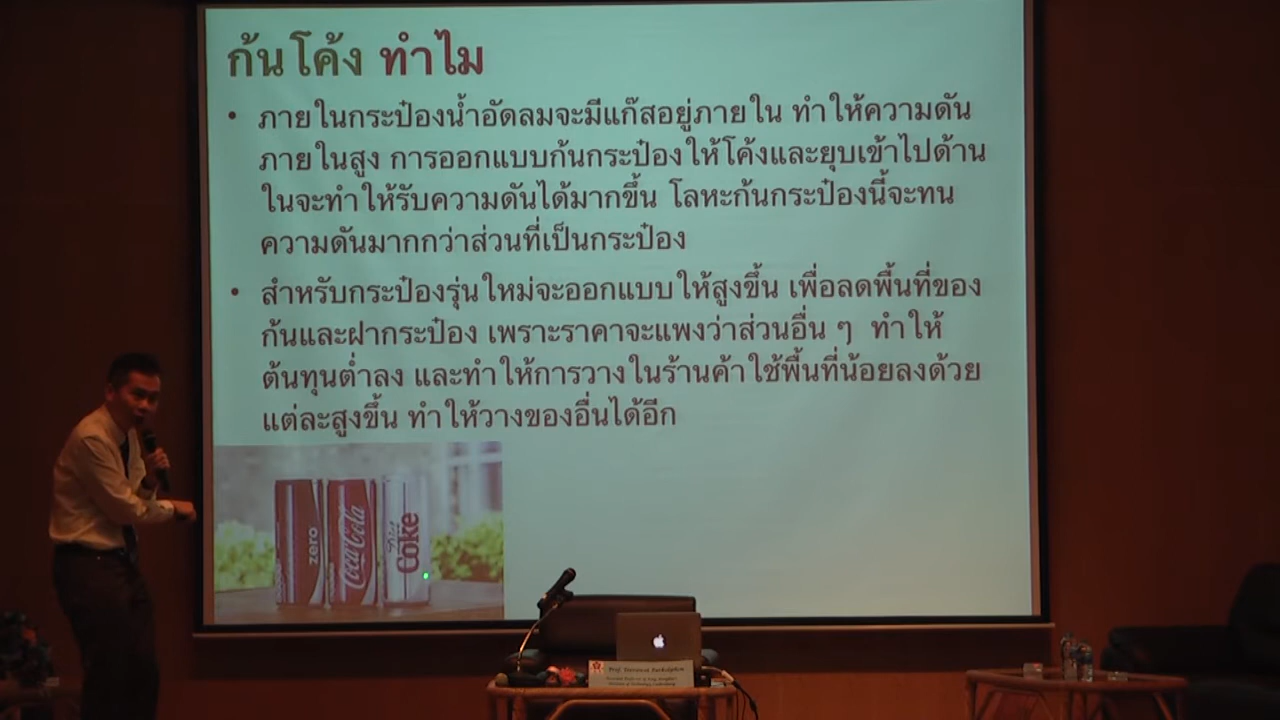 ก้นโค้ง ทำไม
• ภายในกระป๋องน้ำอัดลมจะมีแก๊สอยู่ภายใน ทำให้ความดัน
ภายในสูง การออกแบบก้นกระป๋องให้โค้งและยุบเข้าไปด้าน
ในจะทำให้รับความดันได้มากขึ้น โลหะก้นกระป๋องนี้จะทน
ความดันมากกว่าส่วนที่เป็นกระป๋อง
• สำหรับกระป๋องรุ่นใหม่จะออกแบบให้สูงขึ้น เพื่อลดพื้นที่ของ
ก้นและฝากระป๋อง เพราะราคาจะแพงว่าส่วนอื่น ๆ ทำให้
ต้นทุนต่ำลง และทำให้การวางในร้านค้าใช้พื้นที่น้อยลงด้วย
แต่ละสูงขึ้น ทำให้วางของอื่นได้อีก
zero
Coca-Cola
Diet Coke
Prof.